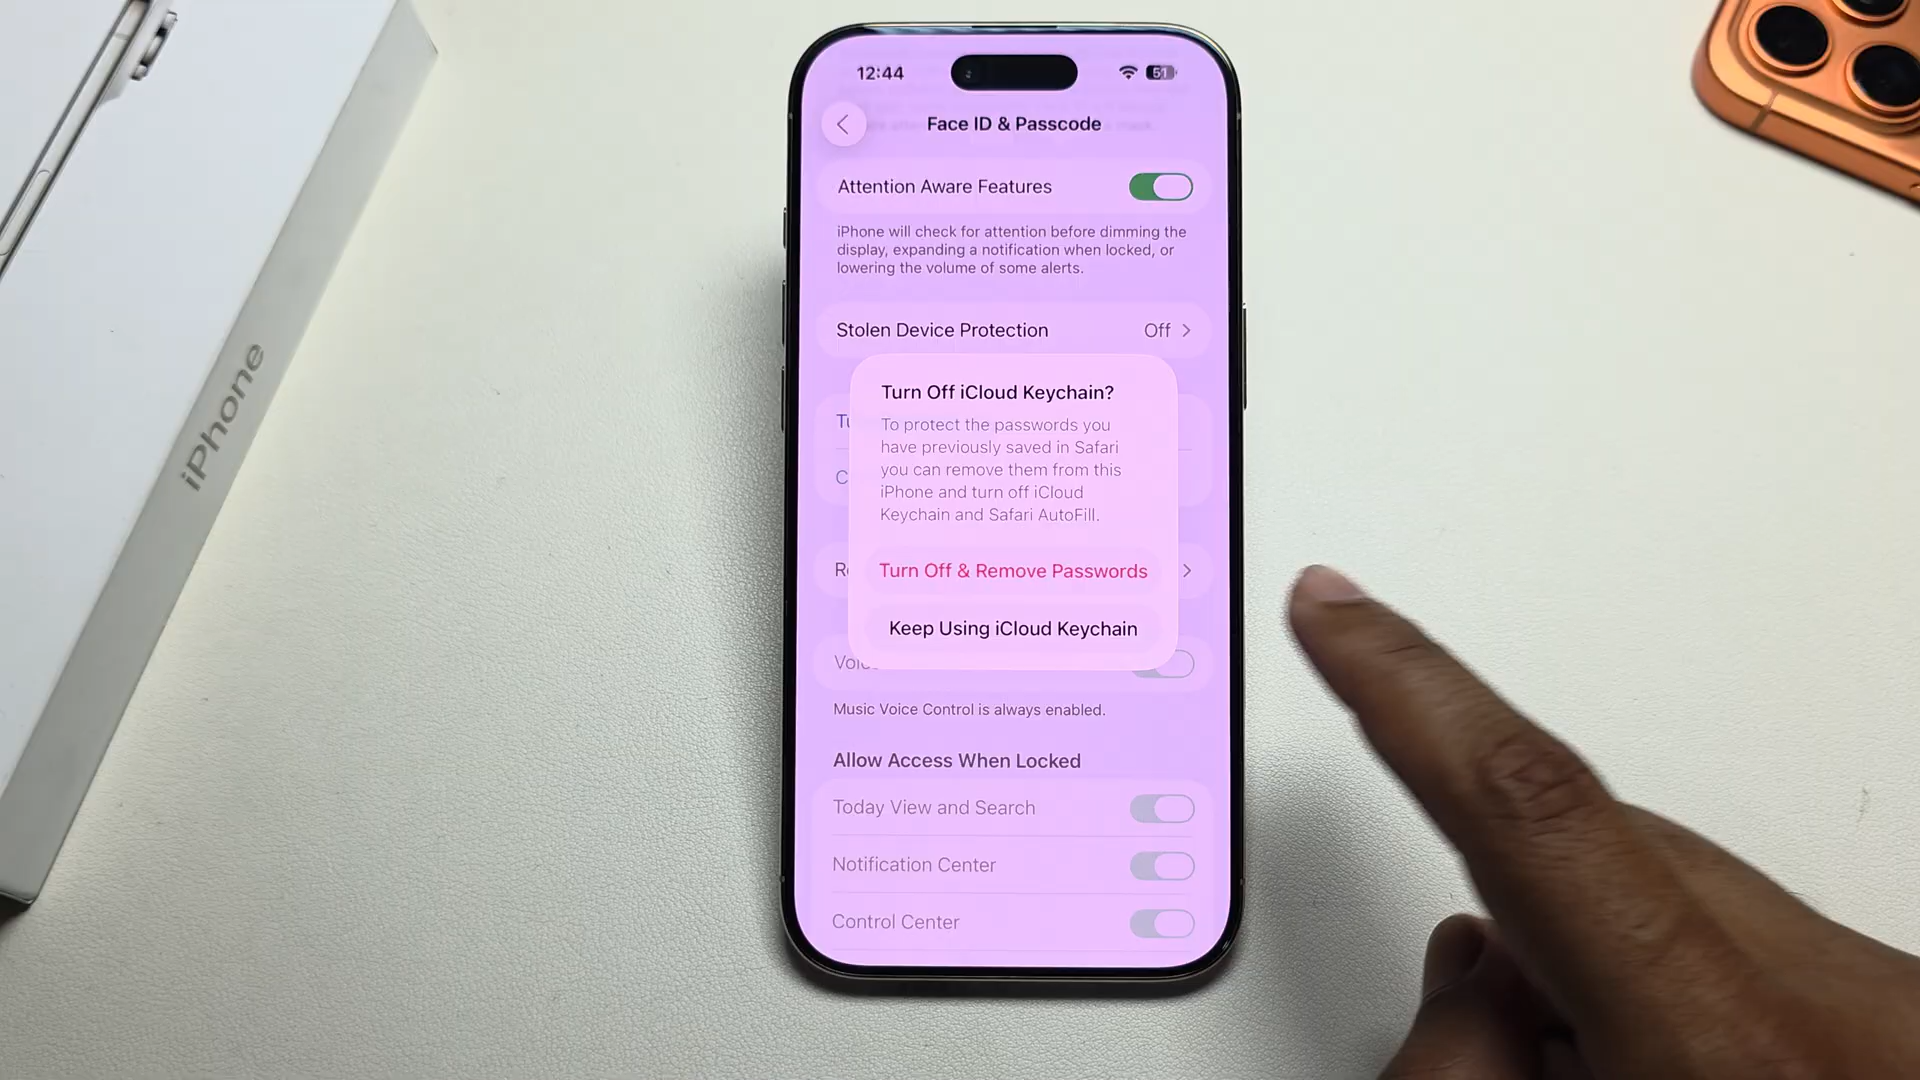 iPhone
12:44
51
Face ID & Passcode
Attention Aware Features
iPhone will check for attention before dimming the
display, expanding a notification when locked, or
lowering the volume of some alerts.
Stolen Device Protection
Off
Tu
Turn Off iCloud Keychain?
To protect the passwords you
have previously saved in Safari
you can remove them from this
iPhone and turn off iCloud
Keychain and Safari AutoFill.
C
Re
Turn Off & Remove Passwords
Keep Using iCloud Keychain
Voic
Music Voice Control is always enabled.
Allow Access When Locked
Today View and Search
Notification Center
Control Center